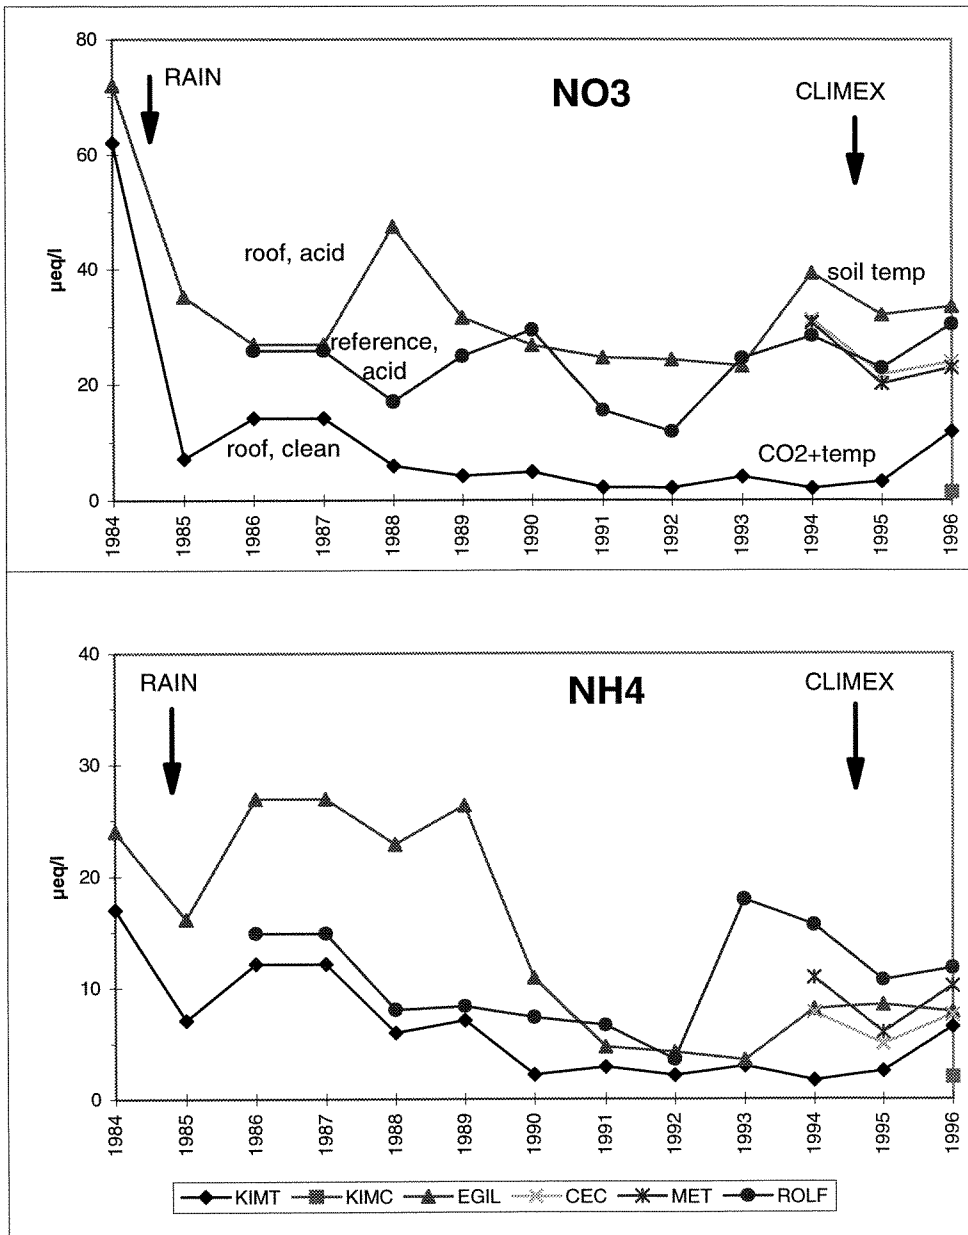 80
RAIN
NO3
CLIMEX
60
µeq/l
roof, acid
40
soil temp
reference,
acid
20
roof, clean
CO2+temp
0
1984
1985
1986
1987
1988
1989
1990
1991
1992
1993
1994
1995
1996
40
RAIN
NH4
CLIMEX
30
µeq/l
20
10
0
1984
1985
1986
1987
1988
1989
1990
1991
1992
1993
1994
1995
1996
KIMT KIMC EGIL CEC MET ROLF